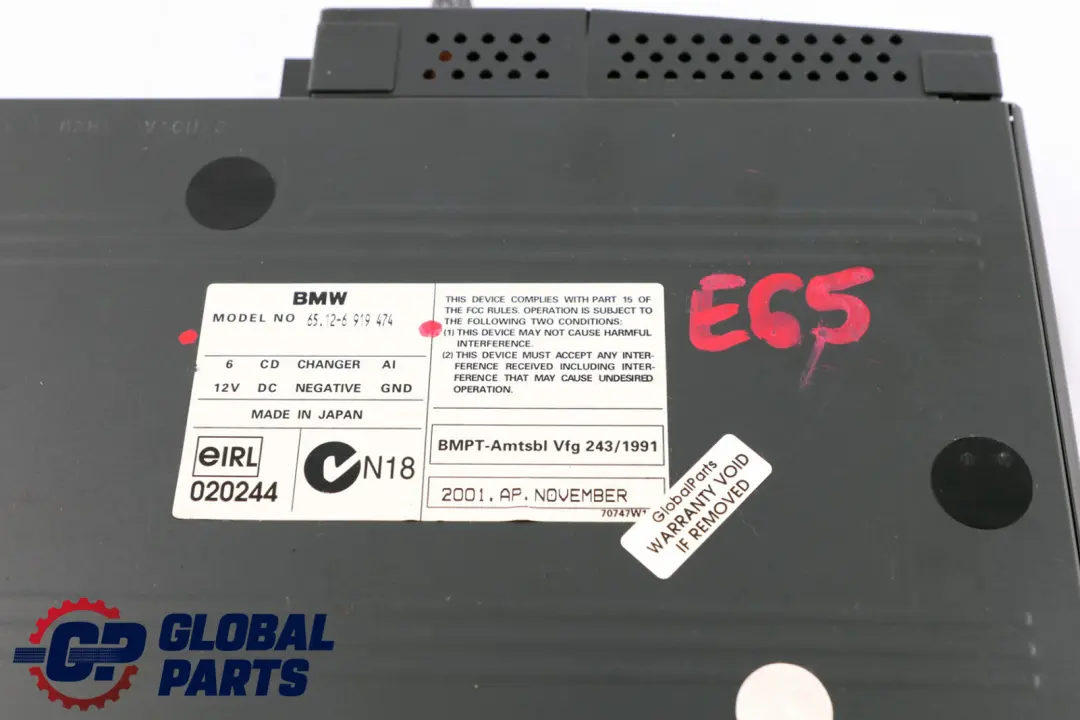 BMW
MODEL NO 65.12-6 919 474
6 CD CHANGER AI
12V DC NEGATIVE GND
MADE IN JAPAN
eIRL
020244
N18
THIS DEVICE COMPLIES WITH PART 15 OF
THE FCC RULES. OPERATION IS SUBJECT TO
THE FOLLOWING TWO CONDITIONS:
(1) THIS DEVICE MAY NOT CAUSE HARMFUL
INTERFERENCE.
(2) THIS DEVICE MUST ACCEPT ANY INTER-
FERENCE RECEIVED INCLUDING INTER-
FERENCE THAT MAY CAUSE UNDESIRED
OPERATION.
BMPT-Amtsbl Vfg 243/1991
2001. AP. NOVEMBER
E65
GlobalParts
WARRANTY VOID
IF REMOVED
GP
GLOBAL
PARTS